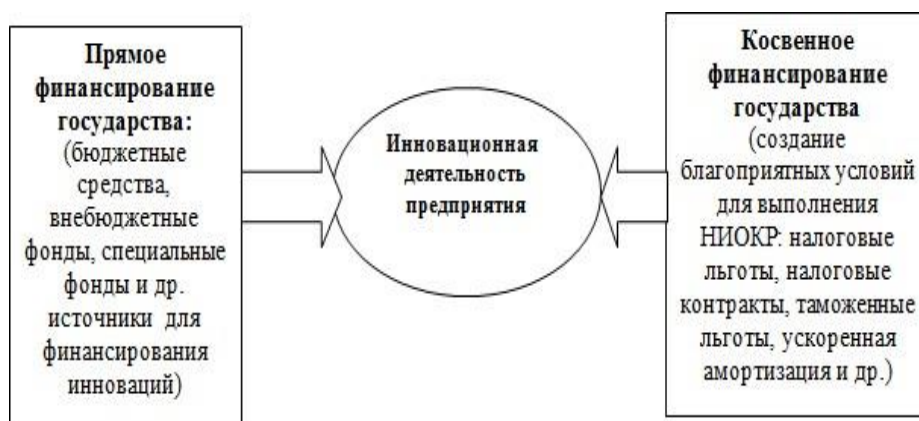 Прямое
финансирование
государства:
(бюджетные
средства,
внебюджетные
фонды, специальные
фонды и др.
источники для
финансирования
инноваций)
Инновационная
деятельность
предприятия
Косвенное
финансирование
государства
(создание
благоприятных условий
для выполнения
НИОКР: налоговые
льготы, налоговые
контракты, таможенные
льготы, ускоренная
амортизация и др.)